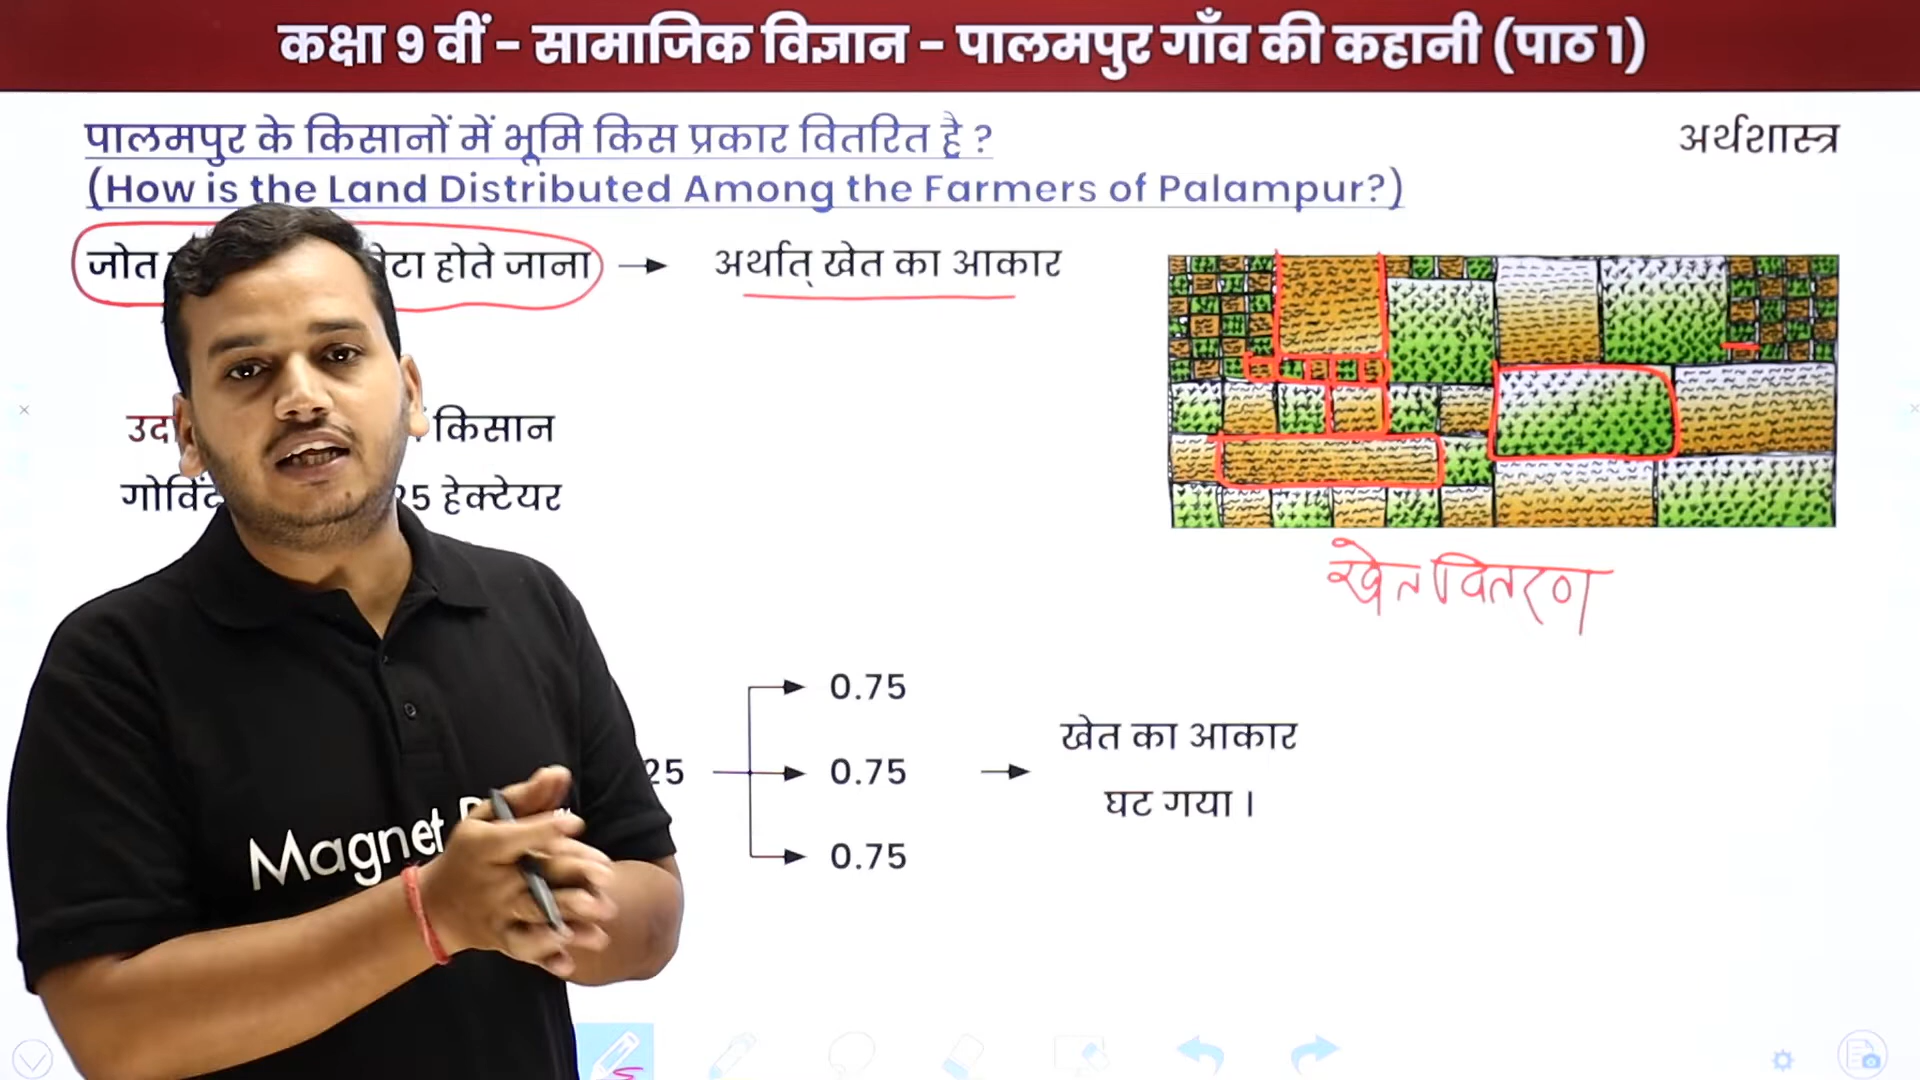 कक्षा 9 वीं - सामाजिक विज्ञान - पालमपुर गाँव की कहानी (पाठ 1)
पालमपुर के किसानों में भूमि किस प्रकार वितरित है ?
अर्थशास्त्र
(How is the Land Distributed Among the Farmers of Palampur?)
जोत होते जाना → अर्थात् खेत का आकार
किसान
25 हेक्टेयर
खेत वितरण
0.75
25 0.75
0.75
खेत का आकार
घट गया ।
Magnet